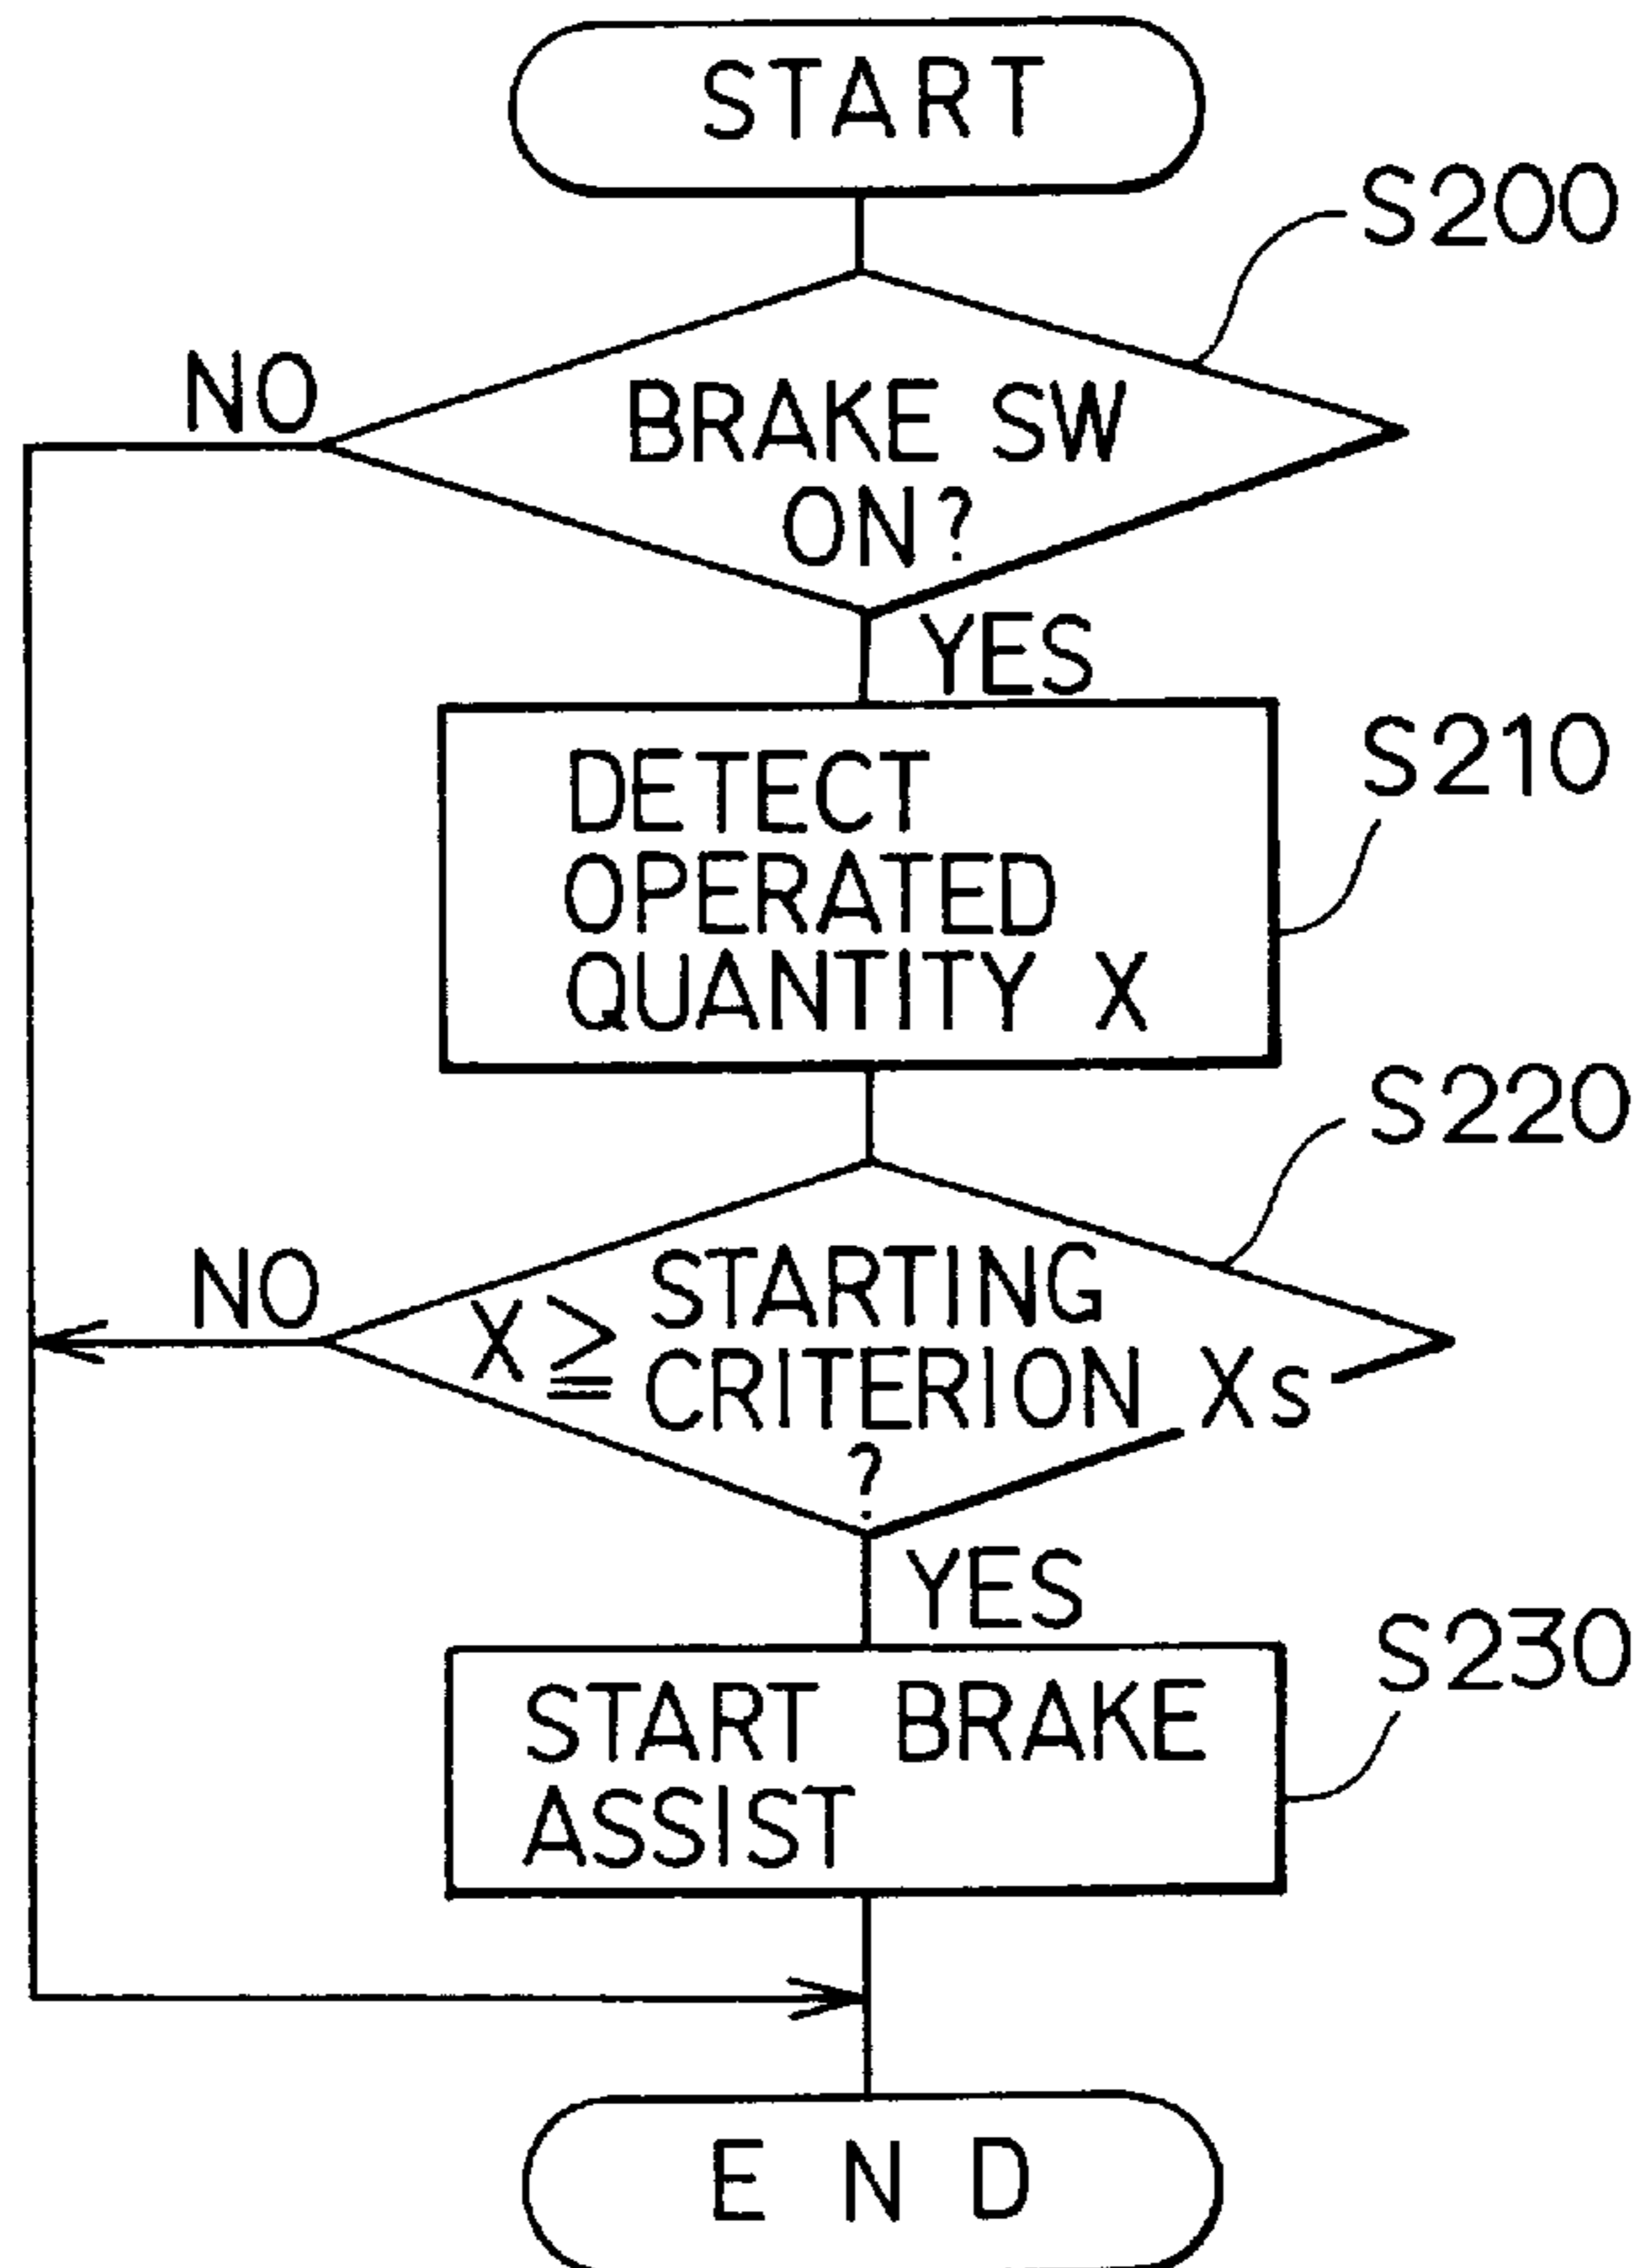 START
S200
NO
BRAKE SW
ON?
YES
DETECT
OPERATED
QUANTITY X
S210
S220
NO
STARTING
X ≧ CRITERION Xs
?
YES
START BRAKE
ASSIST
S230
END